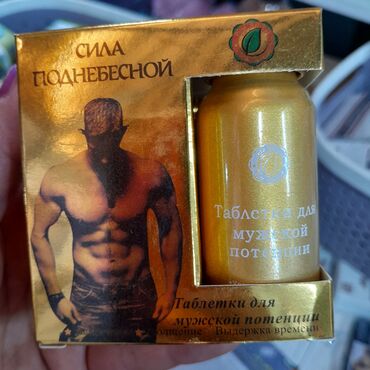 СИЛА
ПОДНЕБЕСНОЙ
Таблетки для
мужской
потенции
Таблетки для
мужской потенции
Выдержка времени